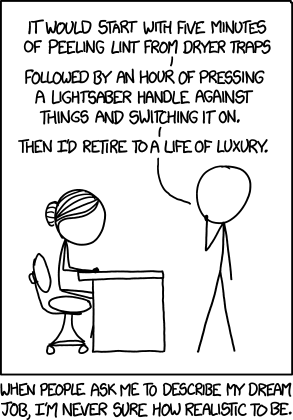 IT WOULD START WITH FIVE MINUTES
OF PEELING LINT FROM DRYER TRAPS
FOLLOWED BY AN HOUR OF PRESSING
A LIGHTSABER HANDLE AGAINST
THINGS AND SWITCHING IT ON.
THEN I'D RETIRE TO A LIFE OF LUXURY.
WHEN PEOPLE ASK ME TO DESCRIBE MY DREAM
JOB, I'M NEVER SURE HOW REALISTIC TO BE.